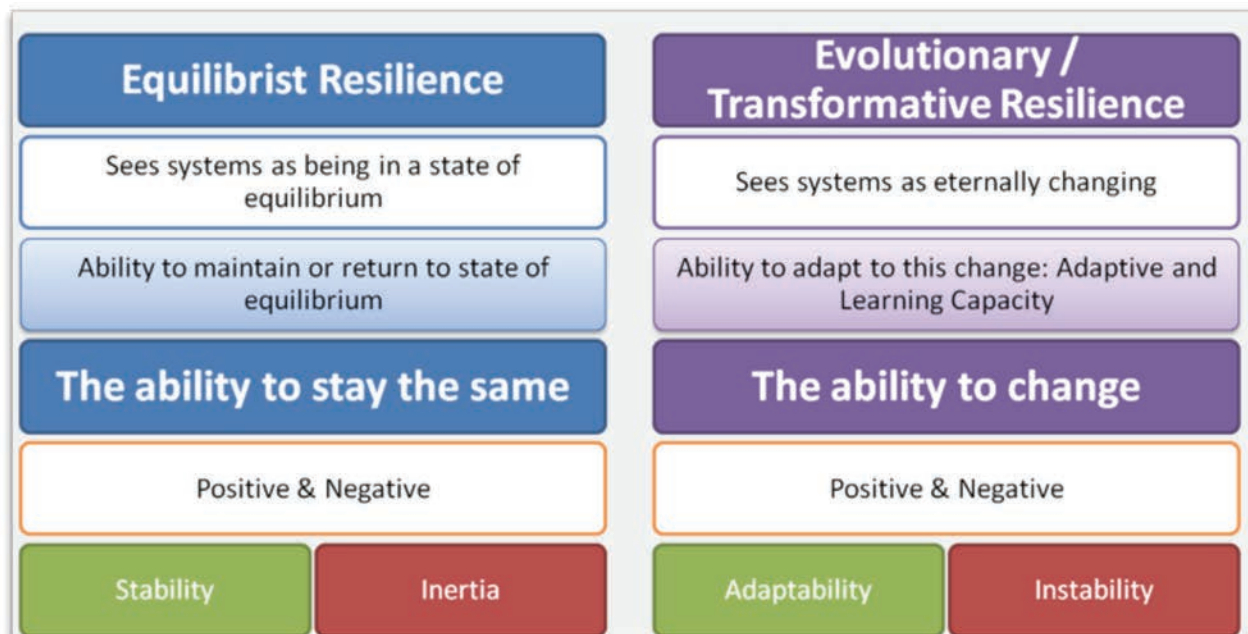 Equilibrist Resilience
Sees systems as being in a state of
equilibrium
Ability to maintain or return to state of
equilibrium
The ability to stay the same
Positive & Negative
Stability
Inertia
Evolutionary /
Transformative Resilience
Sees systems as eternally changing
Ability to adapt to this change: Adaptive and
Learning Capacity
The ability to change
Positive & Negative
Adaptability
Instability